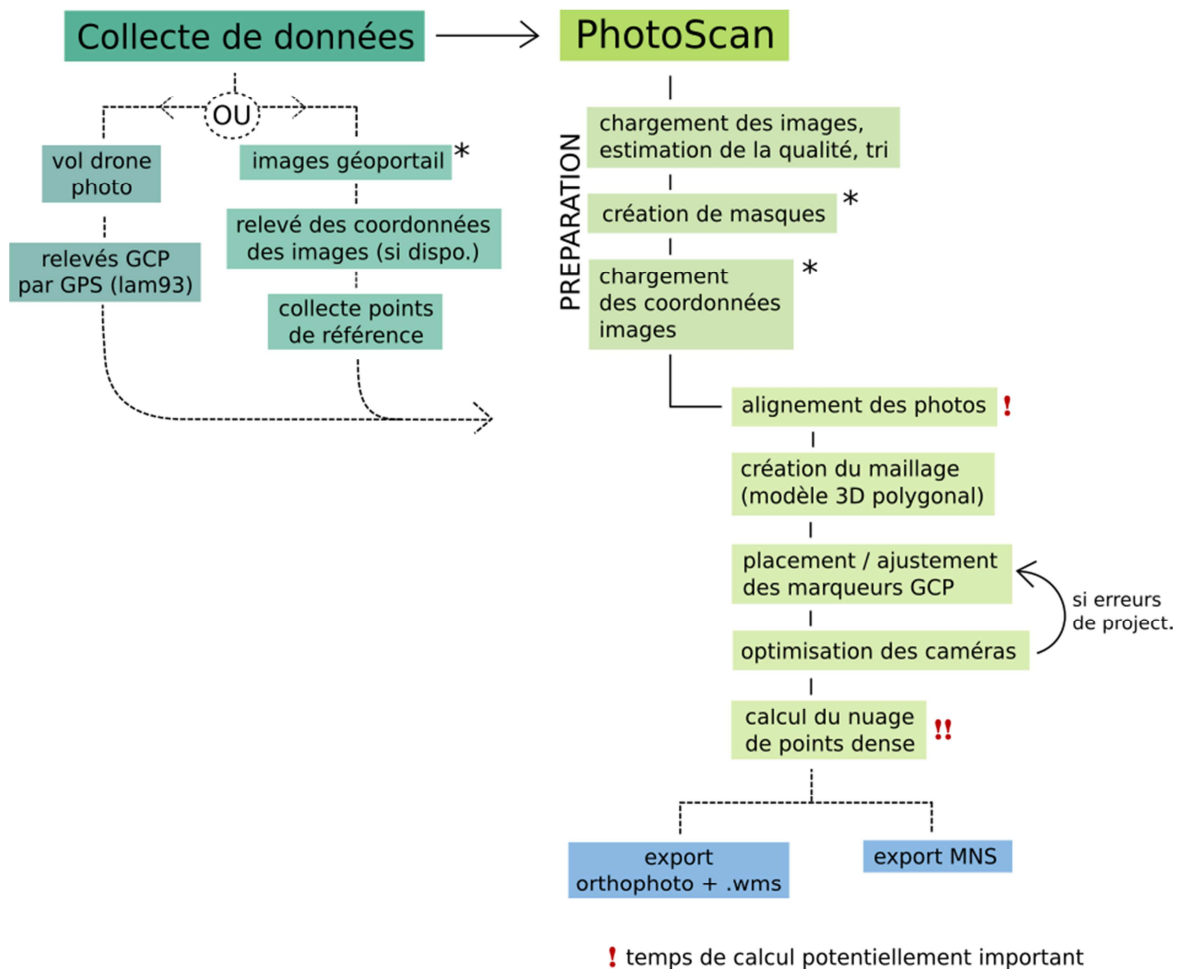 Collecte de données
OU
vol drone
photo
relevés GCP
par GPS (lam93)
images géoportail *
relevé des coordonnées
des images (si dispo.)
collecte points
de référence
PhotoScan
PREPARATION
chargement des images,
estimation de la qualité, tri
création de masques *
chargement *
des coordonnées
images
alignement des photos !
création du maillage
(modèle 3D polygonal)
placement / ajustement
des marqueurs GCP
si erreurs
de project.
optimisation des caméras
calcul du nuage
de points dense !!
export
orthophoto + .wms
export MNS
! temps de calcul potentiellement important